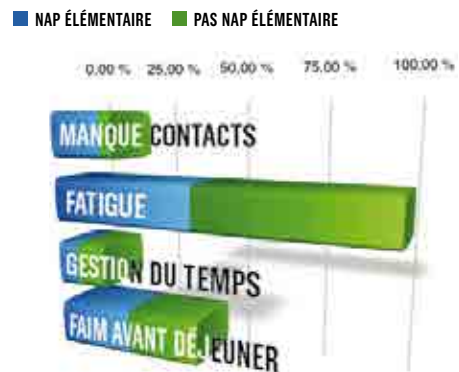 NAP ÉLÉMENTAIRE PAS NAP ÉLÉMENTAIRE
0.00 % 25.00 % 50.00 % 75.00 % 100.00 %
MANQUE CONTACTS
FATIGUE
GESTION DU TEMPS
FAIM AVANT DÉJEUNER